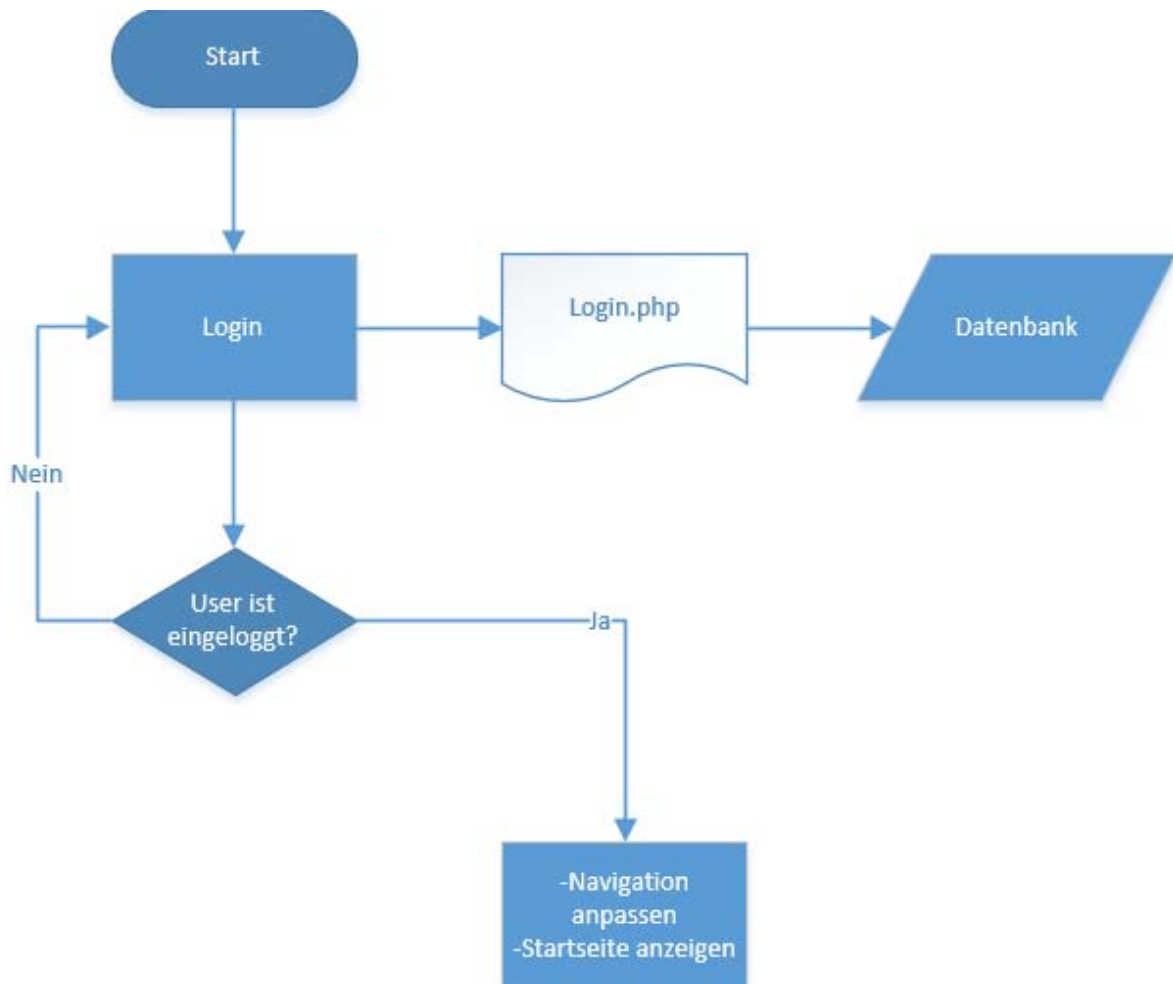 Start
Login
Login.php
Datenbank
Nein
User ist
eingeloggt?
Ja
-Navigation
anpassen
-Startseite anzeigen